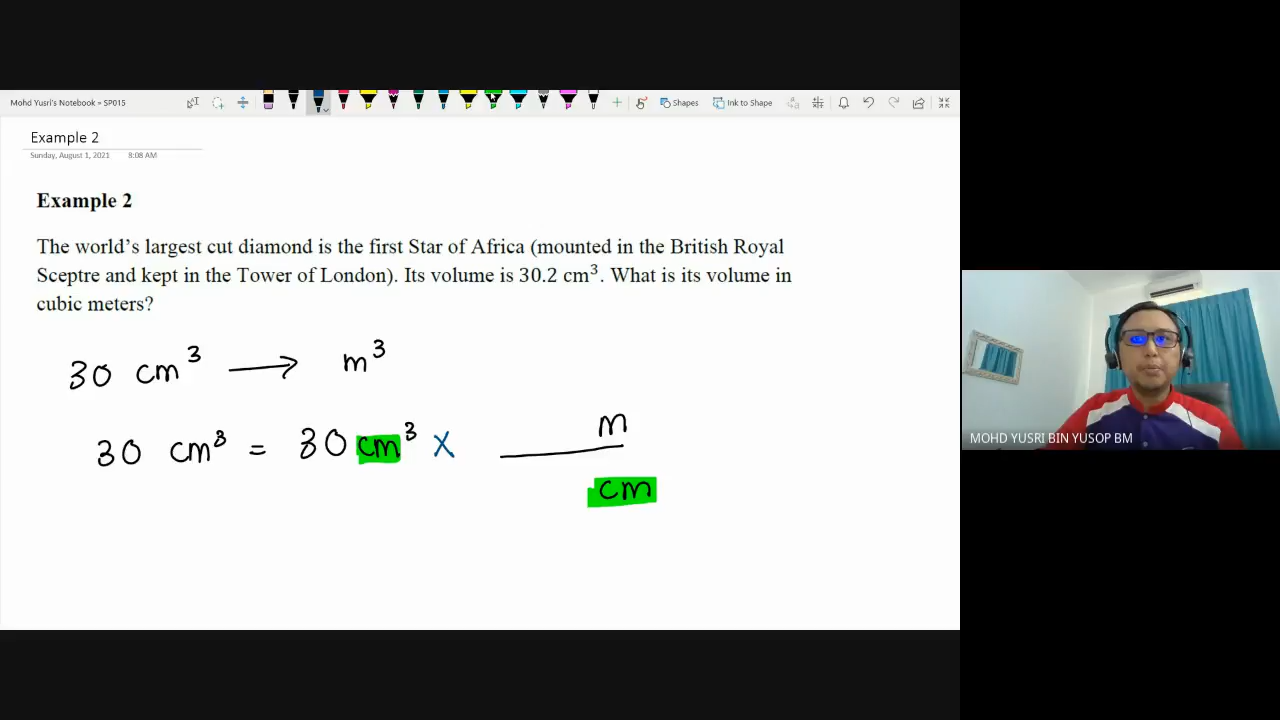 Mohd Yusri's Notebook » SP015
Shapes
Ink to Shape
Example 2
Sunday, August 1, 2021 8:08 AM
Example 2
The world's largest cut diamond is the first Star of Africa (mounted in the British Royal
Sceptre and kept in the Tower of London). Its volume is 30.2 cm³. What is its volume in
cubic meters?
30 cm³ → m³
30 cm³ = 30 cm³ × m
cm
MOHD YUSRI BIN YUSOP BM